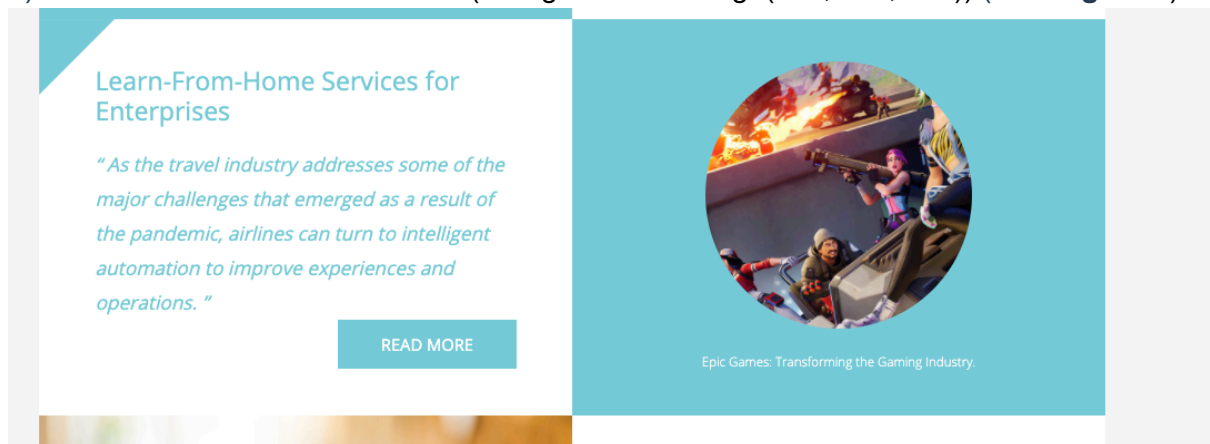 Learn-From-Home Services for
Enterprises
“ As the travel industry addresses some of the
major challenges that emerged as a result of
the pandemic, airlines can turn to intelligent
automation to improve experiences and
operations. ”
READ MORE
Epic Games: Transforming the Gaming Industry.